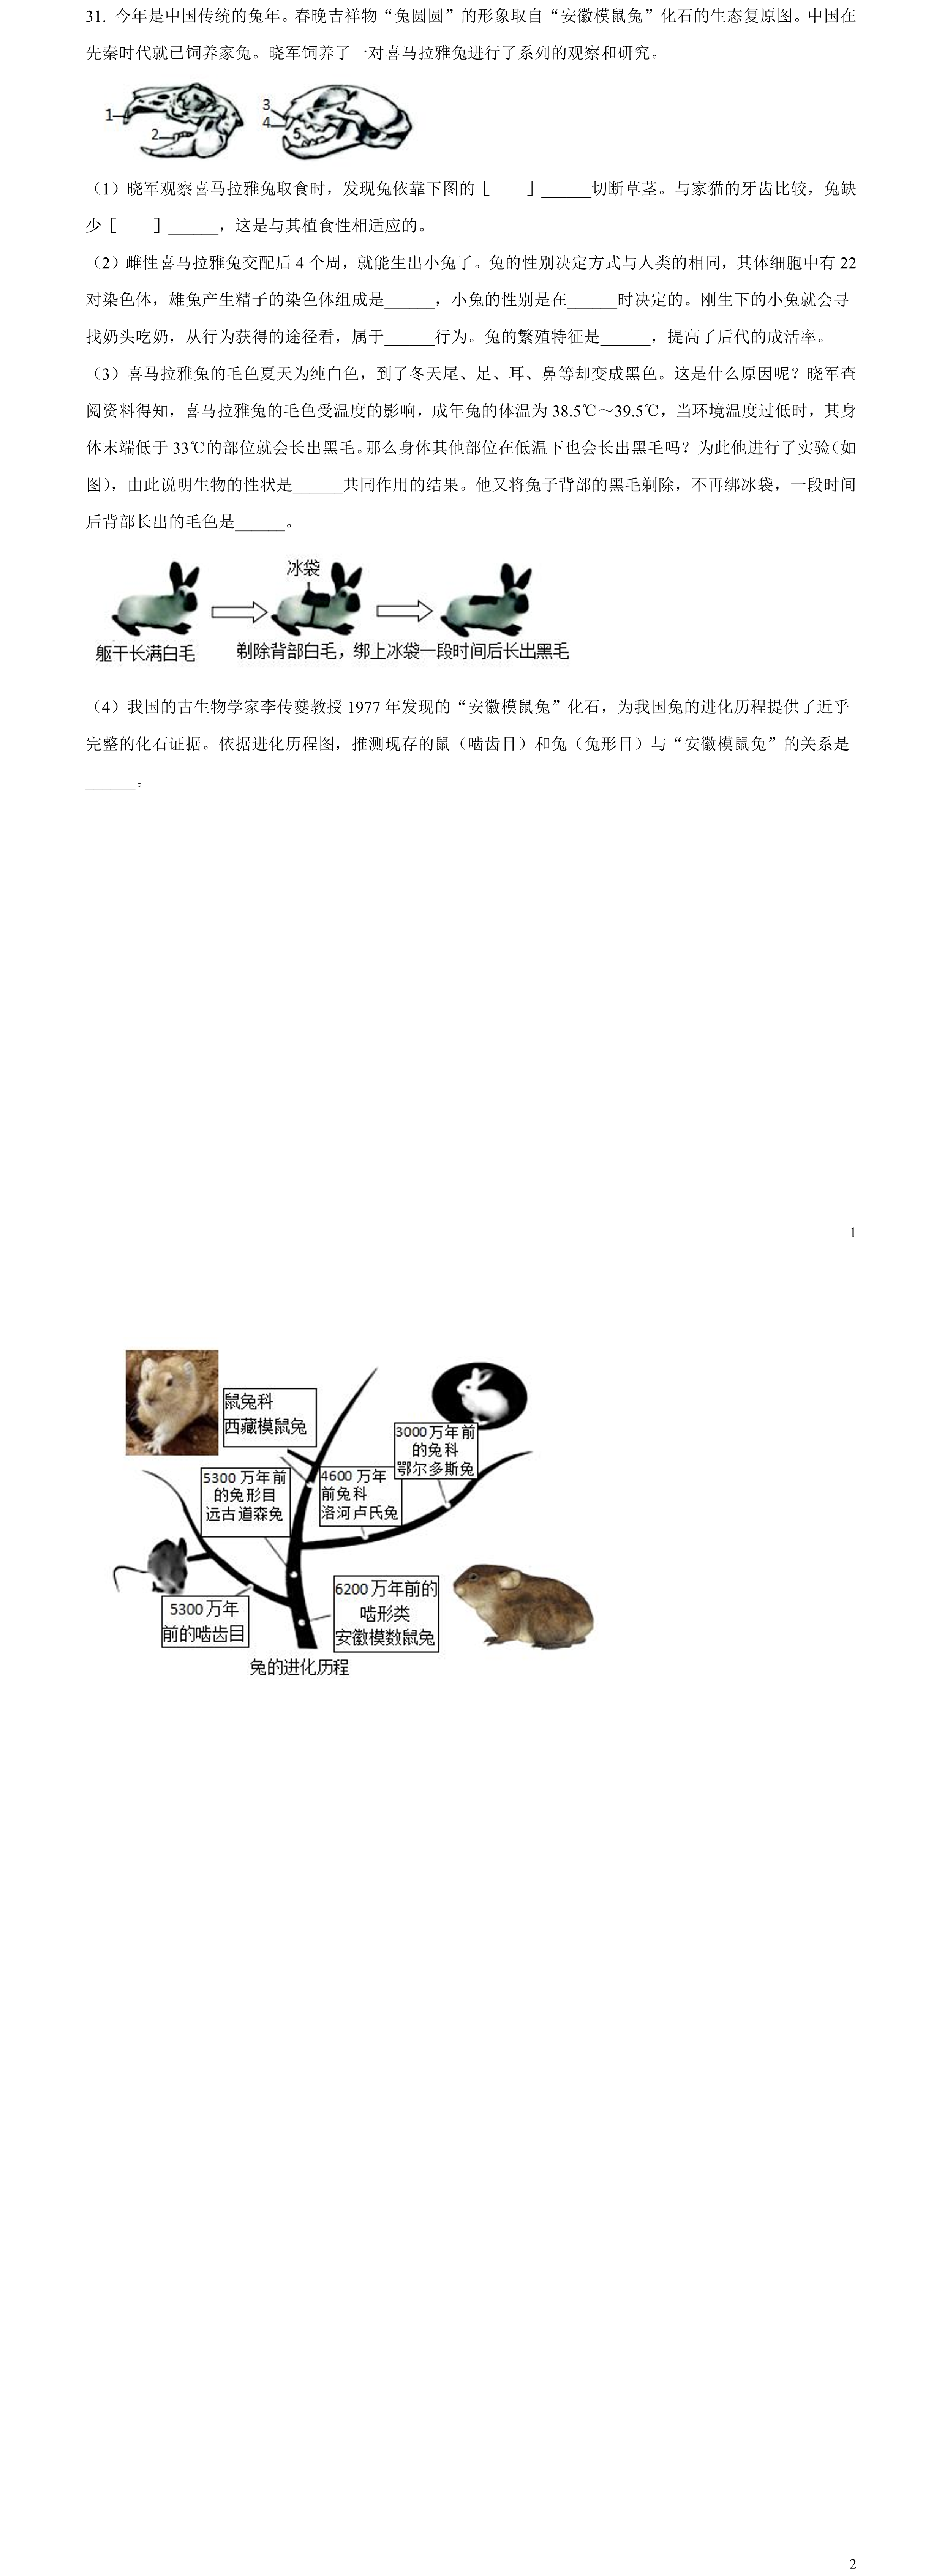 31. 今年是中国传统的兔年。春晚吉祥物“兔圆圆”的形象取自“安徽模鼠兔”化石的生态复原图。中国在
先秦时代就已饲养家兔。晓军饲养了一对喜马拉雅兔进行了系列的观察和研究。
1
2
3
4
5
（1）晓军观察喜马拉雅兔取食时，发现兔依靠下图的［　　］______切断草茎。与家猫的牙齿比较，兔缺
少［　　］______，这是与其植食性相适应的。
（2）雌性喜马拉雅兔交配后 4 个周，就能生出小兔了。兔的性别决定方式与人类的相同，其体细胞中有 22
对染色体，雄兔产生精子的染色体组成是______，小兔的性别是在______时决定的。刚生下的小兔就会寻
找奶头吃奶，从行为获得的途径看，属于______行为。兔的繁殖特征是______，提高了后代的成活率。
（3）喜马拉雅兔的毛色夏天为纯白色，到了冬天尾、足、耳、鼻等却变成黑色。这是什么原因呢？晓军查
阅资料得知，喜马拉雅兔的毛色受温度的影响，成年兔的体温为 38.5℃～39.5℃，当环境温度过低时，其身
体末端低于 33℃的部位就会长出黑毛。那么身体其他部位在低温下也会长出黑毛吗？为此他进行了实验（如
图），由此说明生物的性状是______共同作用的结果。他又将兔子背部的黑毛剃除，不再绑冰袋，一段时间
后背部长出的毛色是______。
冰袋
躯干长满白毛
剃除背部白毛，绑上冰袋一段时间后长出黑毛
（4）我国的古生物学家李传夔教授 1977 年发现的“安徽模鼠兔”化石，为我国兔的进化历程提供了近乎
完整的化石证据。依据进化历程图，推测现存的鼠（啮齿目）和兔（兔形目）与“安徽模鼠兔”的关系是
______。
1
鼠兔科
西藏模鼠兔
3000万年前
的兔科
鄂尔多斯兔
5300 万年前
的兔形目
远古道森兔
4600 万年
前兔科
洛河卢氏兔
5300 万年
前的啮齿目
6200 万年前的
啮形类
安徽模数鼠兔
兔的进化历程
2